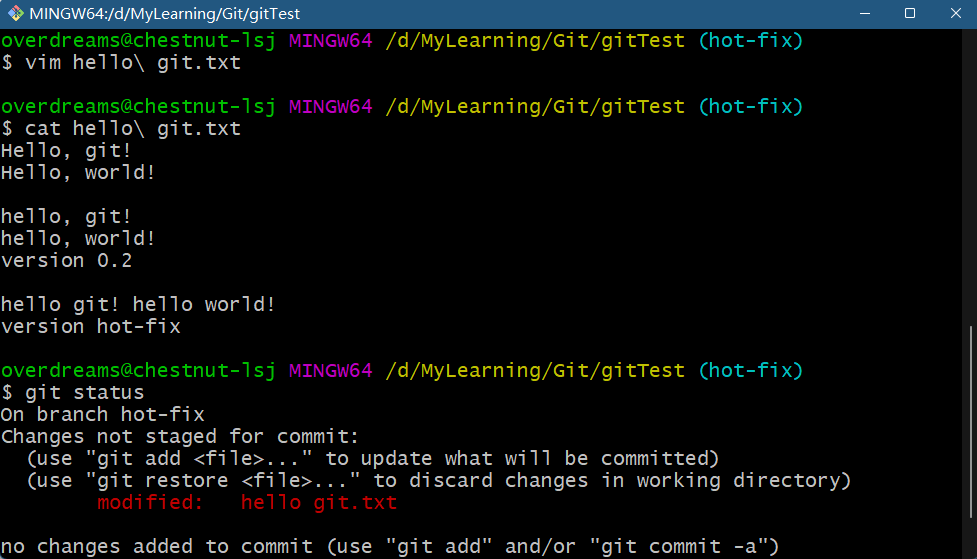 MINGW64:/d/MyLearning/Git/gitTest
overdreams@chestnut-lsj MINGW64 /d/MyLearning/Git/gitTest (hot-fix)
$ vim hello\ git.txt
overdreams@chestnut-lsj MINGW64 /d/MyLearning/Git/gitTest (hot-fix)
$ cat hello\ git.txt
Hello, git!
Hello, world!
hello, git!
hello, world!
version 0.2
hello git! hello world!
version hot-fix
overdreams@chestnut-lsj MINGW64 /d/MyLearning/Git/gitTest (hot-fix)
$ git status
On branch hot-fix
Changes not staged for commit:
  (use "git add <file>..." to update what will be committed)
  (use "git restore <file>..." to discard changes in working directory)
        modified:   hello git.txt
no changes added to commit (use "git add" and/or "git commit -a")